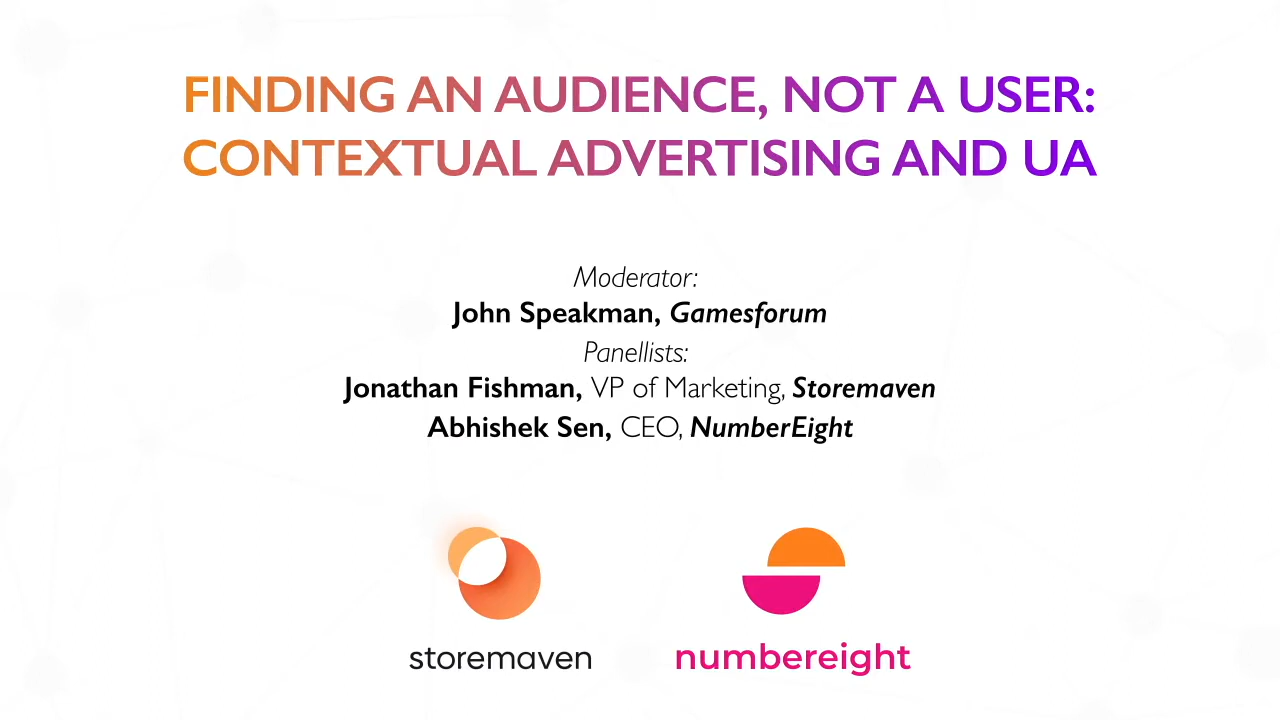 FINDING AN AUDIENCE, NOT A USER:
CONTEXTUAL ADVERTISING AND UA
Moderator:
John Speakman, Gamesforum
Panellists:
Jonathan Fishman, VP of Marketing, Storemaven
Abhishek Sen, CEO, NumberEight
storemaven
numbereight